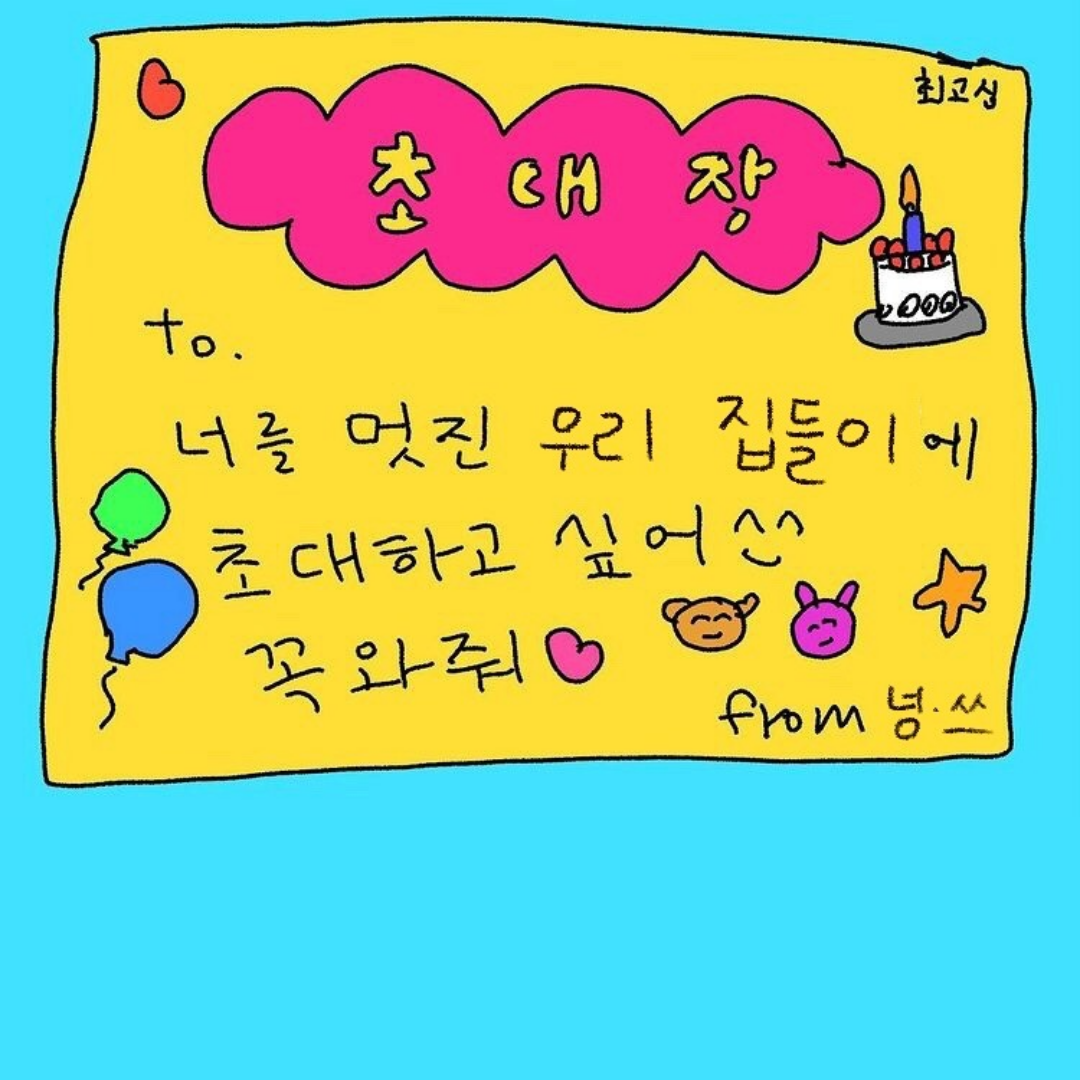 최고심
초대장
to.
너를 멋진 우리 집들이에
초대하고 싶어 ^^
꼭 와줘
from 넝.쓰